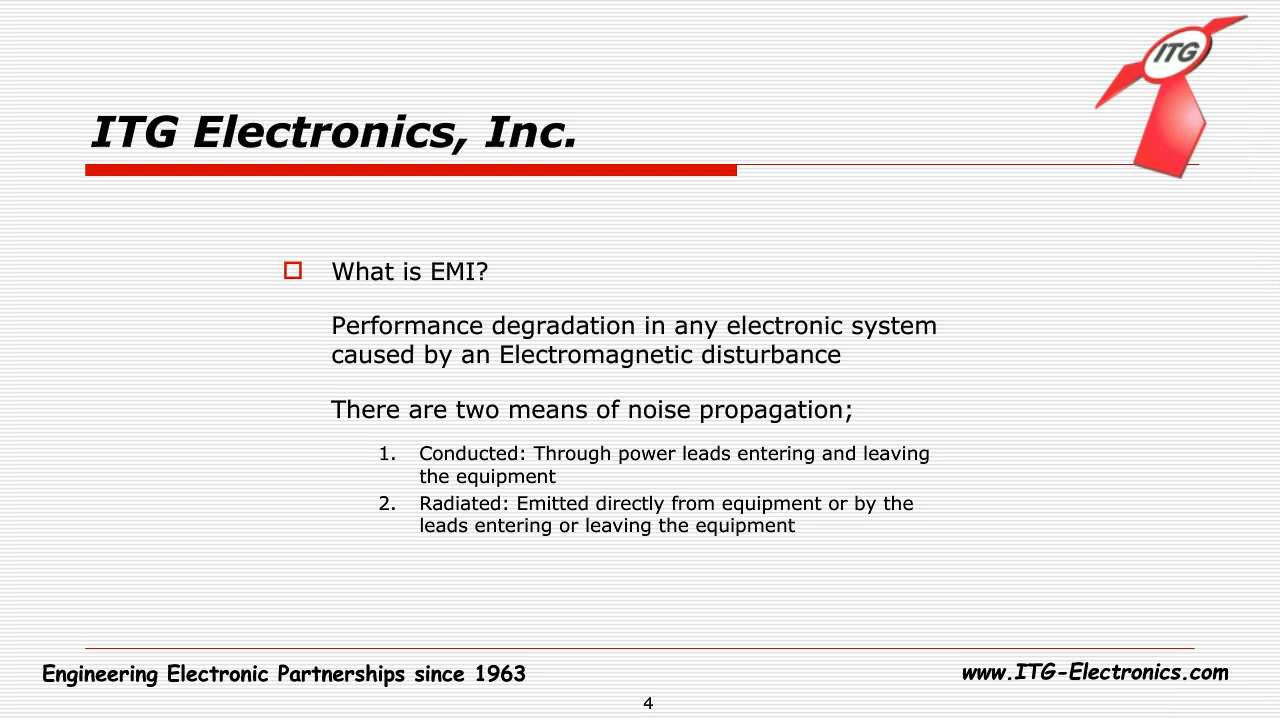 ITG
ITG Electronics, Inc.
What is EMI?
Performance degradation in any electronic system
caused by an Electromagnetic disturbance
There are two means of noise propagation;
1. Conducted: Through power leads entering and leaving
the equipment
2. Radiated: Emitted directly from equipment or by the
leads entering or leaving the equipment
Engineering Electronic Partnerships since 1963
www.ITG-Electronics.com
4